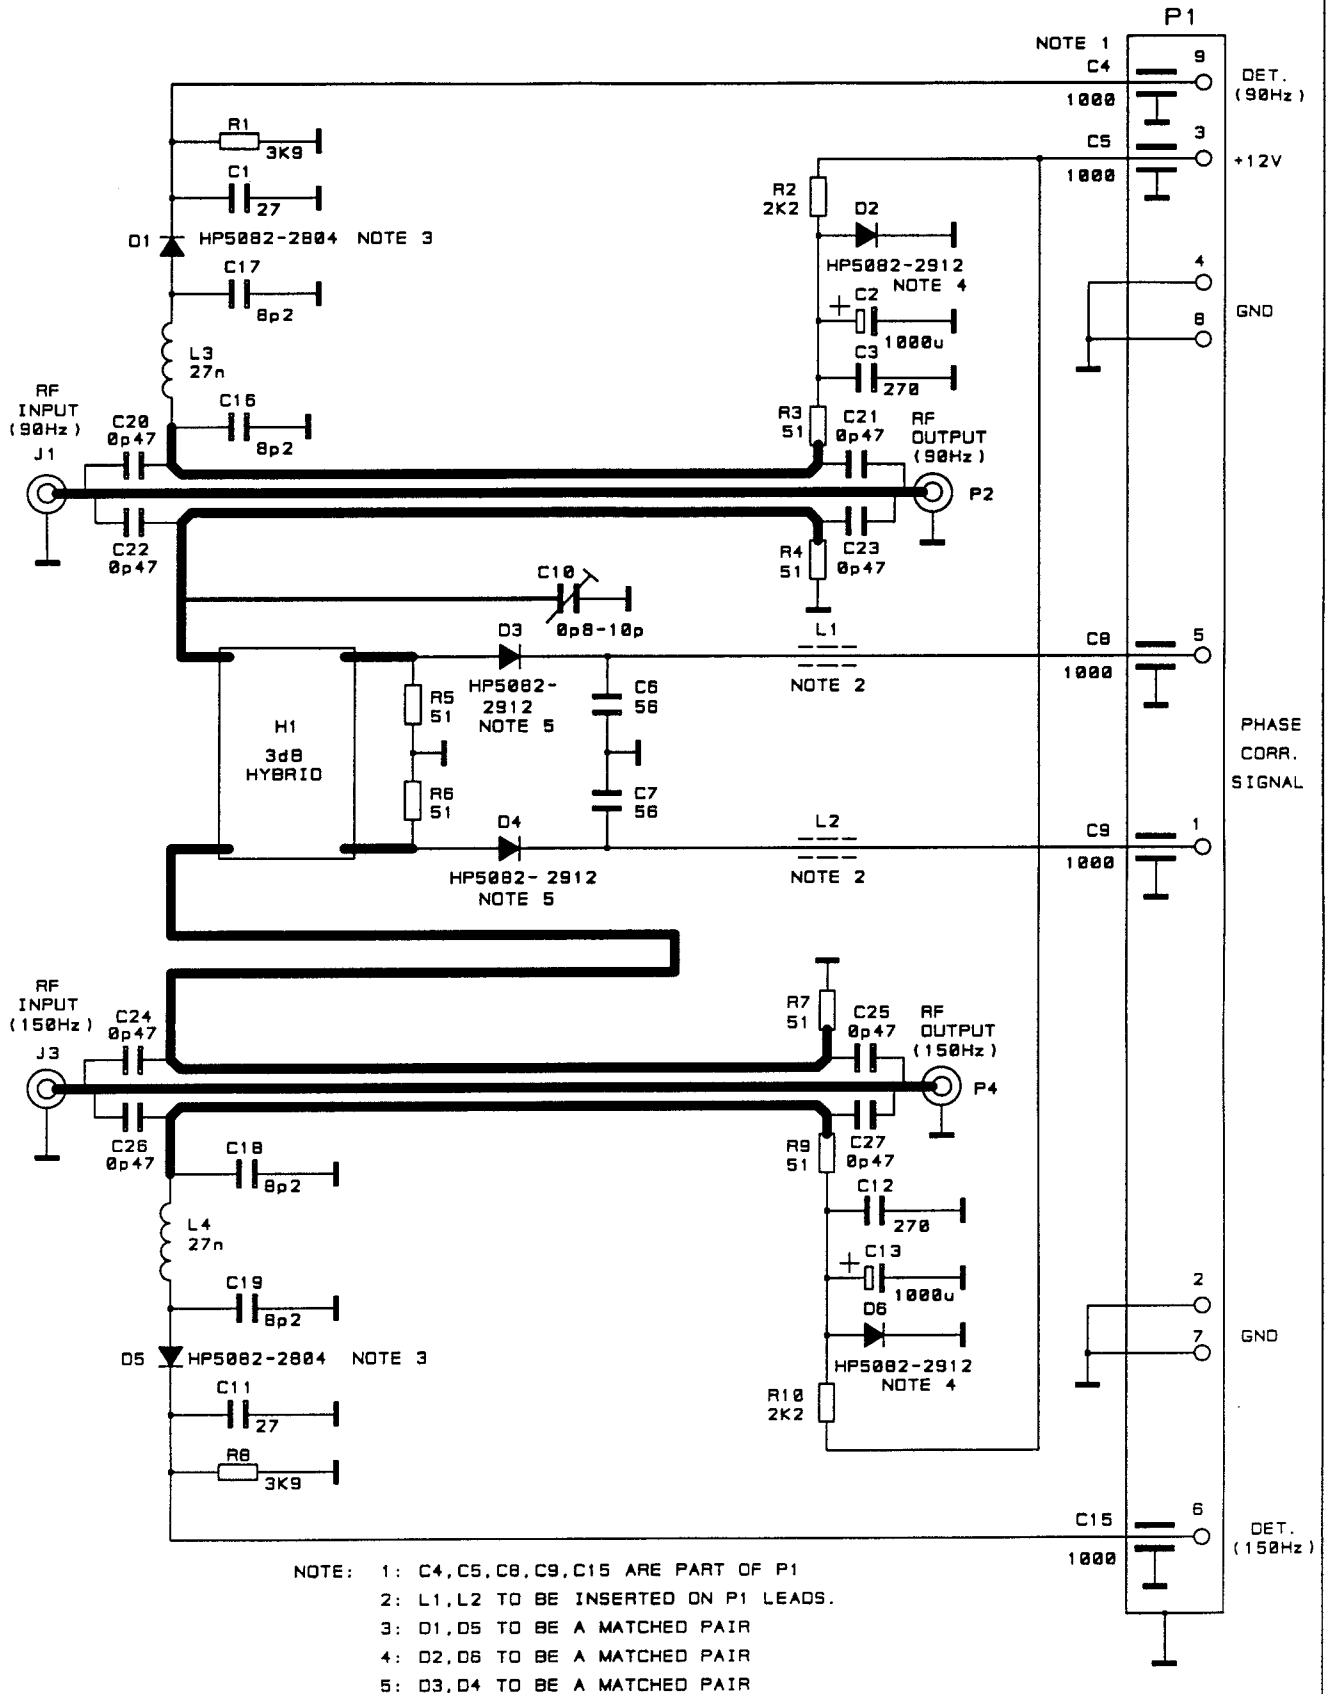 P1
NOTE 1
C4
1000
9
DET.
(90Hz)
C5
1000
3
+12V
R1
3K9
C1
27
D1
HP5082-2804 NOTE 3
C17
8p2
L3
27n
C16
8p2
R2
2K2
D2
HP5082-2912
NOTE 4
+
C2
1000u
C3
270
R3
51
C21
0p47
4
8
GND
RF
INPUT
(90Hz)
J1
C20
0p47
RF
OUTPUT
(90Hz)
P2
C22
0p47
R4
51
C23
0p47
C10
0p8-10p
D3
HP5082-
2912
NOTE 5
L1
NOTE 2
C8
1000
5
H1
3dB
HYBRID
R5
51
C6
56
R6
51
C7
56
PHASE
CORR.
SIGNAL
D4
HP5082- 2912
NOTE 5
L2
NOTE 2
C9
1000
1
RF
INPUT
(150Hz)
J3
C24
0p47
R7
51
C25
0p47
RF
OUTPUT
(150Hz)
P4
C26
0p47
C18
8p2
R9
51
C27
0p47
C12
270
L4
27n
+
C13
1000u
C19
8p2
D6
HP5082-2912
NOTE 4
2
7
GND
D5
HP5082-2804 NOTE 3
C11
27
R10
2K2
R8
3K9
C15
1000
6
DET.
(150Hz)
NOTE: 1: C4,C5,C8,C9,C15 ARE PART OF P1
2: L1,L2 TO BE INSERTED ON P1 LEADS.
3: D1,D5 TO BE A MATCHED PAIR
4: D2,D6 TO BE A MATCHED PAIR
5: D3,D4 TO BE A MATCHED PAIR